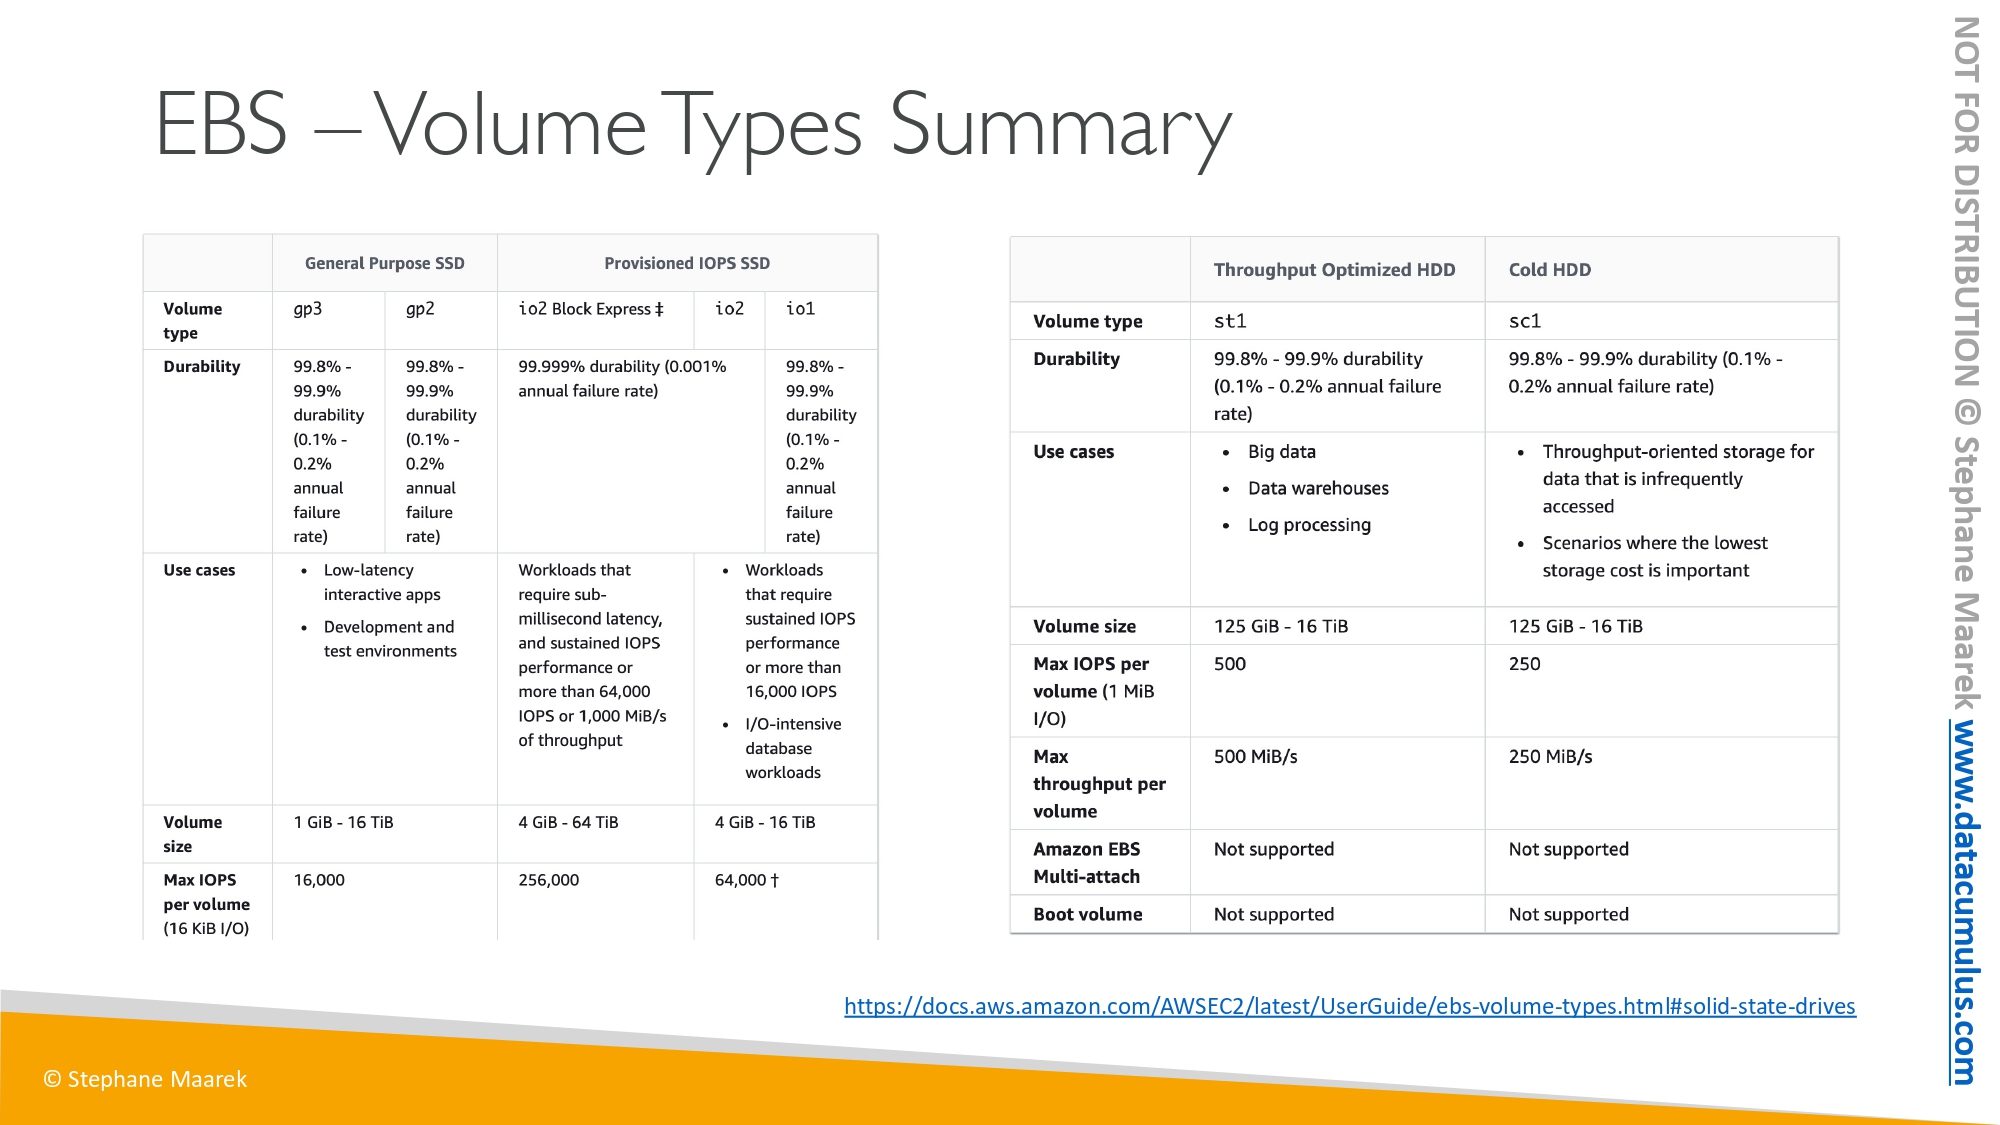 EBS – Volume Types Summary
General Purpose SSD
Provisioned IOPS SSD
Volume
type
gp3
gp2
io2 Block Express ‡
io2
io1
Durability
99.8% -
99.9%
durability
(0.1% -
0.2%
annual
failure
rate)
99.8% -
99.9%
durability
(0.1% -
0.2%
annual
failure
rate)
99.999% durability (0.001%
annual failure rate)
99.8% -
99.9%
durability
(0.1% -
0.2%
annual
failure
rate)
Use cases
• Low-latency
interactive apps
• Development and
test environments
Workloads that
require sub-
millisecond latency,
and sustained IOPS
performance or
more than 64,000
IOPS or 1,000 MiB/s
of throughput
• Workloads
that require
sustained IOPS
performance
or more than
16,000 IOPS
• I/O-intensive
database
workloads
Volume
size
1 GiB - 16 TiB
4 GiB - 64 TiB
4 GiB - 16 TiB
Max IOPS
per volume
(16 KiB I/O)
16,000
256,000
64,000 †
Throughput Optimized HDD
Cold HDD
Volume type
st1
sc1
Durability
99.8% - 99.9% durability
(0.1% - 0.2% annual failure
rate)
99.8% - 99.9% durability (0.1% -
0.2% annual failure rate)
Use cases
• Big data
• Data warehouses
• Log processing
• Throughput-oriented storage for
data that is infrequently
accessed
• Scenarios where the lowest
storage cost is important
Volume size
125 GiB - 16 TiB
125 GiB - 16 TiB
Max IOPS per
volume (1 MiB
I/O)
500
250
Max
throughput per
volume
500 MiB/s
250 MiB/s
Amazon EBS
Multi-attach
Not supported
Not supported
Boot volume
Not supported
Not supported
https://docs.aws.amazon.com/AWSEC2/latest/UserGuide/ebs-volume-types.html#solid-state-drives
© Stephane Maarek
NOT FOR DISTRIBUTION © Stephane Maarek www.datacumulus.com